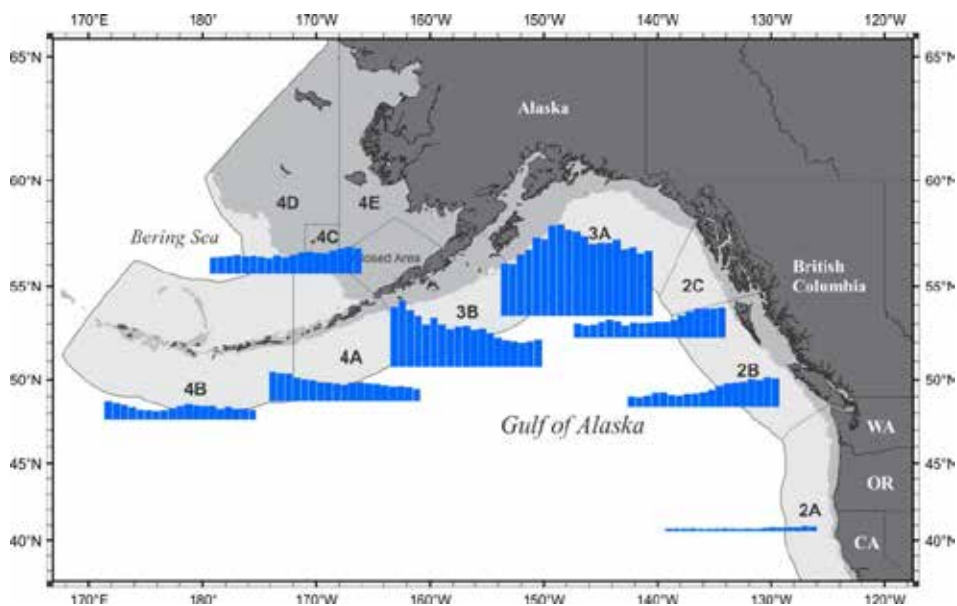 170°E 180° 170°W 160°W 150°W 140°W 130°W 120°W
65°N 65°N
Alaska
60°N 60°N
4D 4E
Bering Sea
4C
3A
osed Area
British
Columbia
2C
55°N 55°N
3B
4A
2B
50°N 50°N
4B
Gulf of Alaska
WA
45°N 45°N
OR
2A
40°N 40°N
CA
170°E 180° 170°W 160°W 150°W 140°W 130°W 120°W